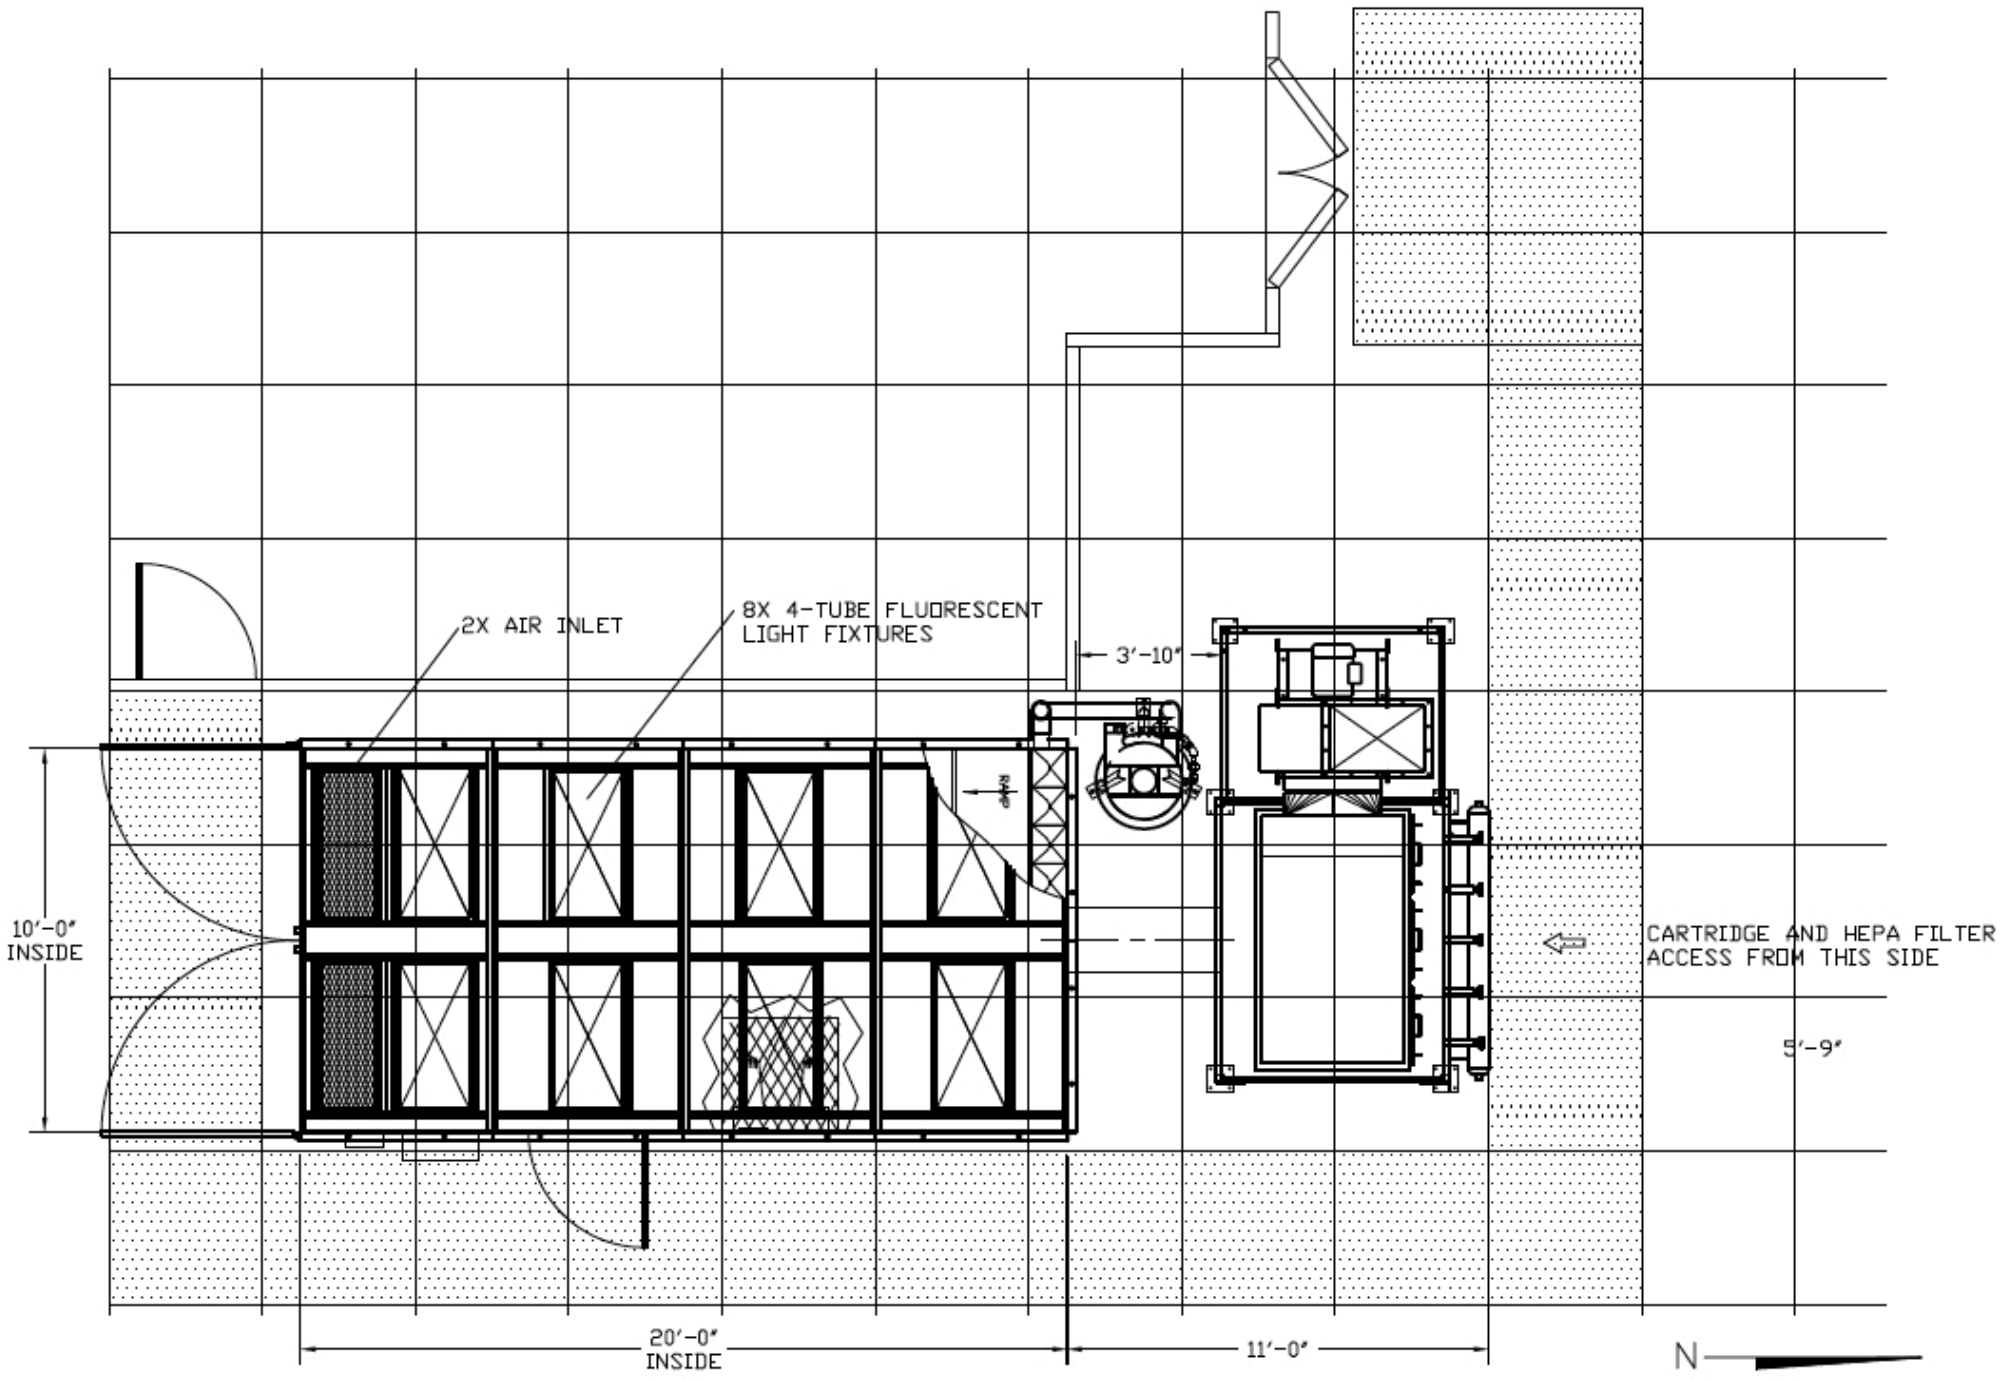 2X AIR INLET
8X 4-TUBE FLUORESCENT
LIGHT FIXTURES
3'-10"
RAMP
10'-0"
INSIDE
CARTRIDGE AND HEPA FILTER
ACCESS FROM THIS SIDE
5'-9"
20'-0"
INSIDE
11'-0"
N